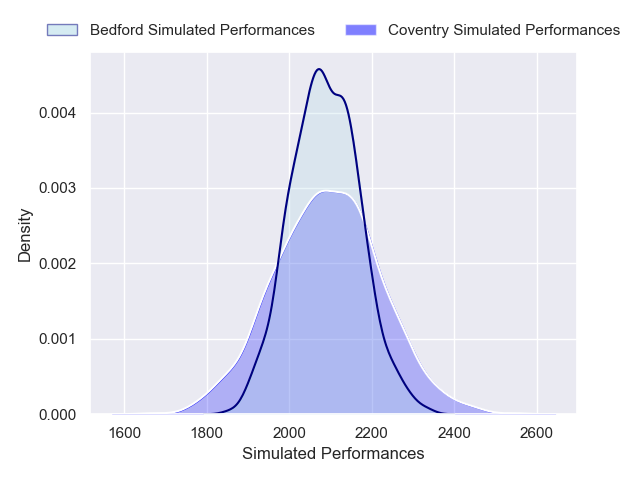 Bedford Simulated Performances
Coventry Simulated Performances
Density
0.004
0.003
0.002
0.001
0.000
1600 1800 2000 2200 2400 2600
Simulated Performances